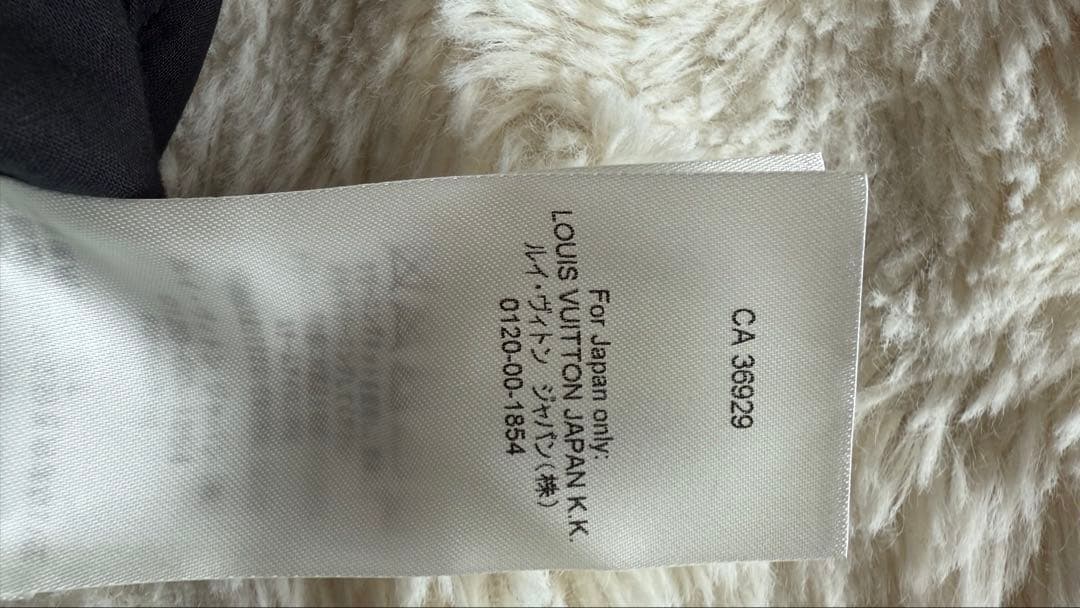 CA 36929
For Japan only:
LOUIS VUITTON JAPAN K.K.
ルイ・ヴィトン ジャパン(株)
0120-00-1854